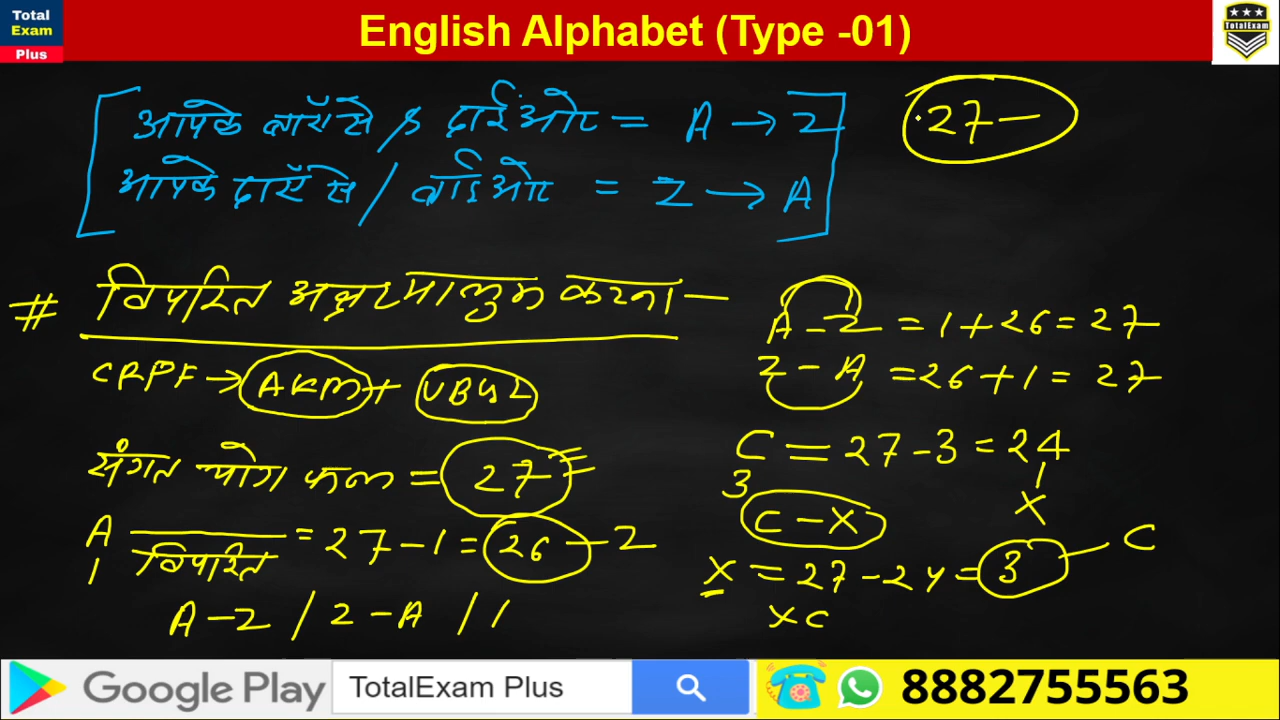 Total Exam Plus
English Alphabet (Type -01)
TotalExam
आपके बाएँ से / दाईं ओर = A → Z
आपके दाएँ से / बाईं ओर = Z → A
27 -
# विपरित अक्षर मालुम करना -
A - Z = 1 + 26 = 27
Z - A = 26 + 1 = 27
CRPF → AKM +
संगत योग फल = 27
C = 27 - 3 = 24
3
X
C - X
A विपरित = 27 - 1 = 26 - Z
1
X = 27 - 24 = 3 - C
XC
A - Z / Z - A /
Google Play
TotalExam Plus
8882755563